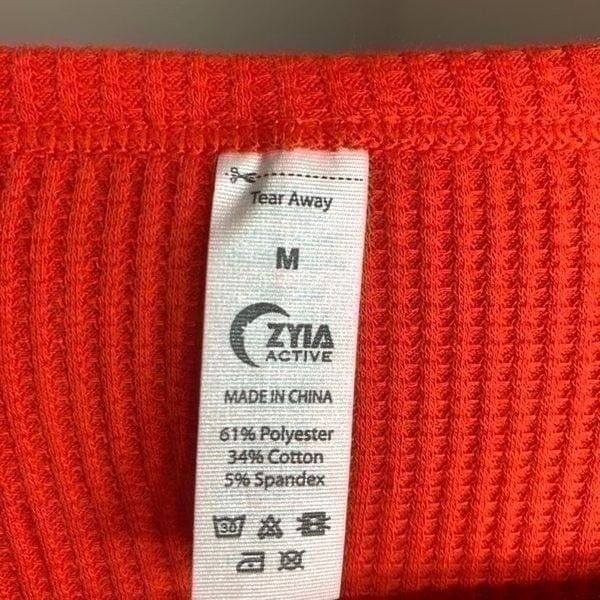 Tear Away
M
ZYIA
ACTIVE
MADE IN CHINA
61% Polyester
34% Cotton
5% Spandex
30